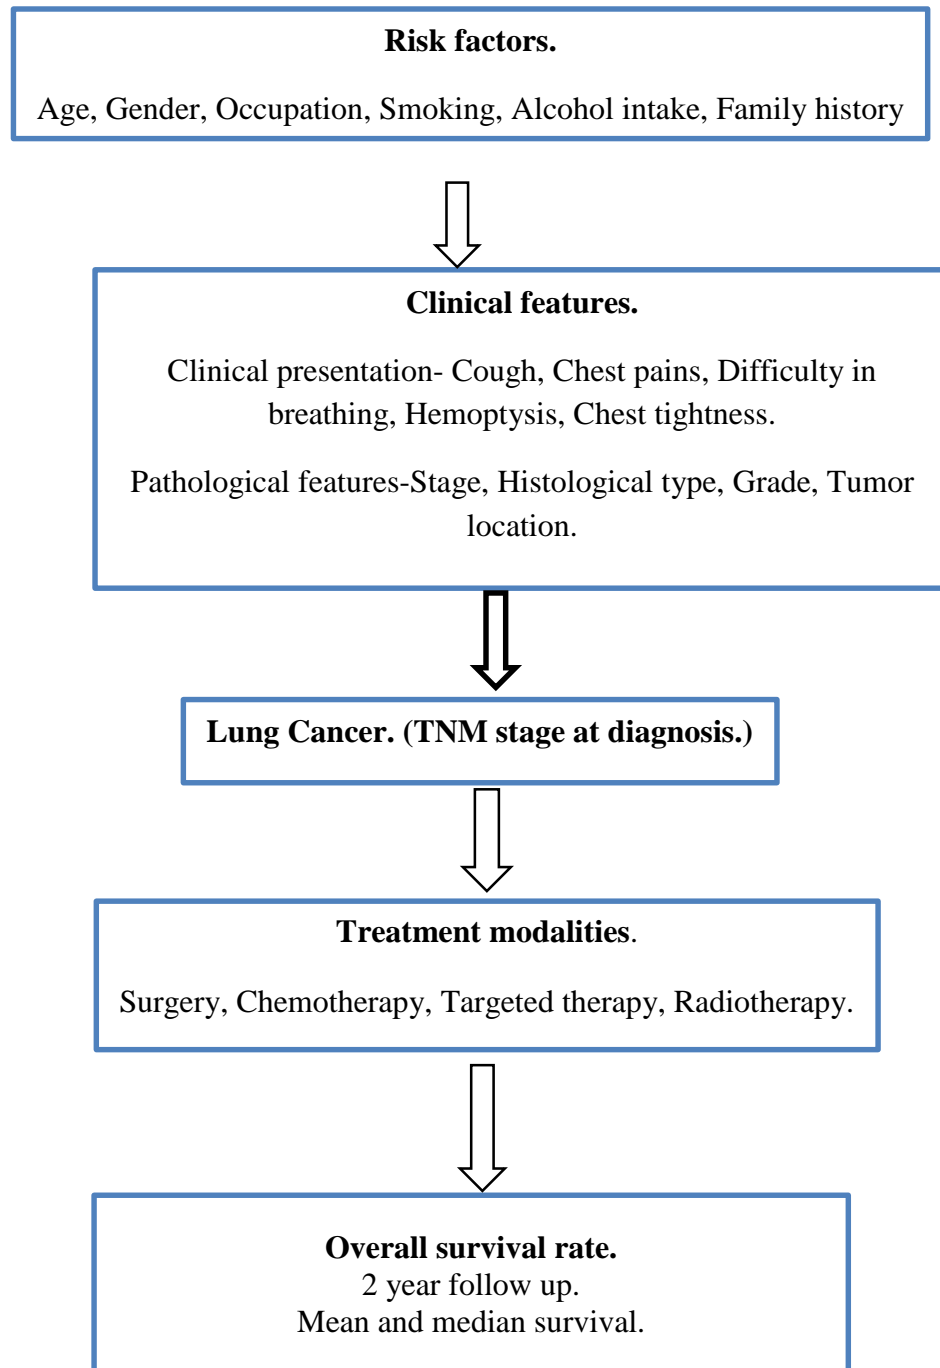 Risk factors.
Age, Gender, Occupation, Smoking, Alcohol intake, Family history
Clinical features.
Clinical presentation- Cough, Chest pains, Difficulty in
breathing, Hemoptysis, Chest tightness.
Pathological features-Stage, Histological type, Grade, Tumor
location.
Lung Cancer. (TNM stage at diagnosis.)
Treatment modalities.
Surgery, Chemotherapy, Targeted therapy, Radiotherapy.
Overall survival rate.
2 year follow up.
Mean and median survival.